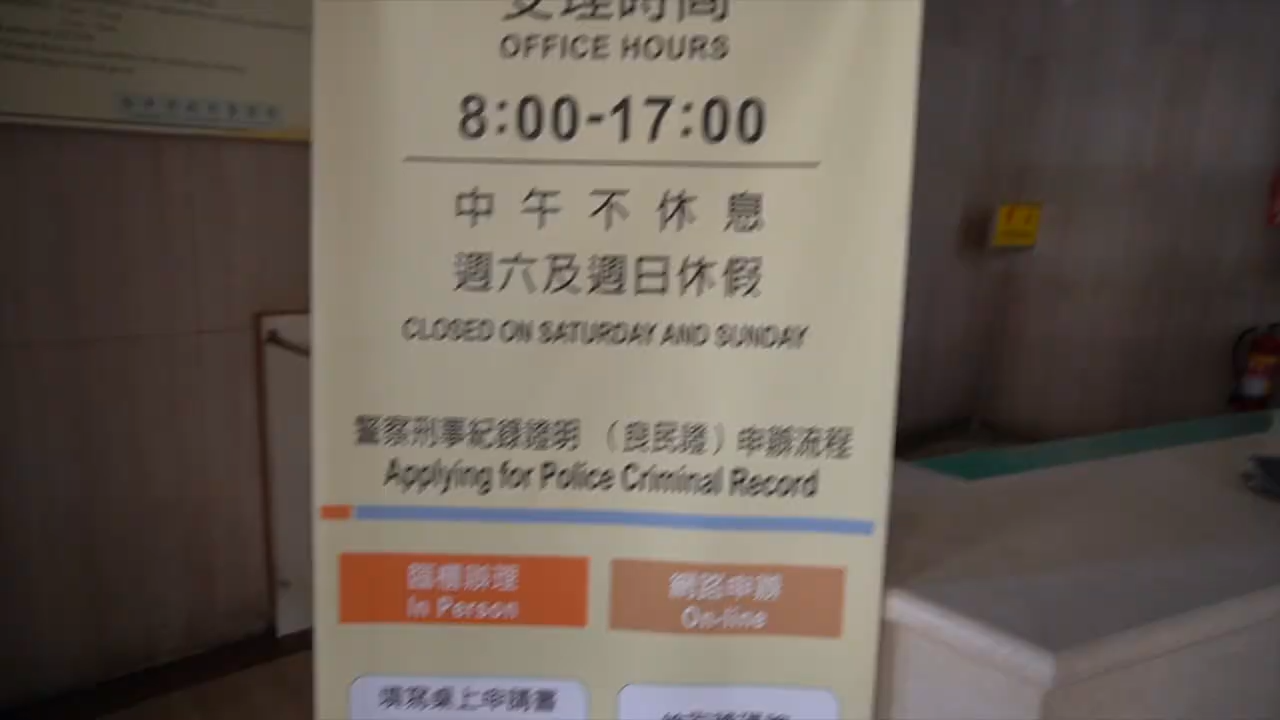 受理時間
OFFICE HOURS
8:00-17:00
中午不休息
週六及週日休假
CLOSED ON SATURDAY AND SUNDAY
警察刑事紀錄證明（良民證）申辦流程
Applying for Police Criminal Record
臨櫃辦理
In Person
網路申辦
On-line
填寫桌上申請書